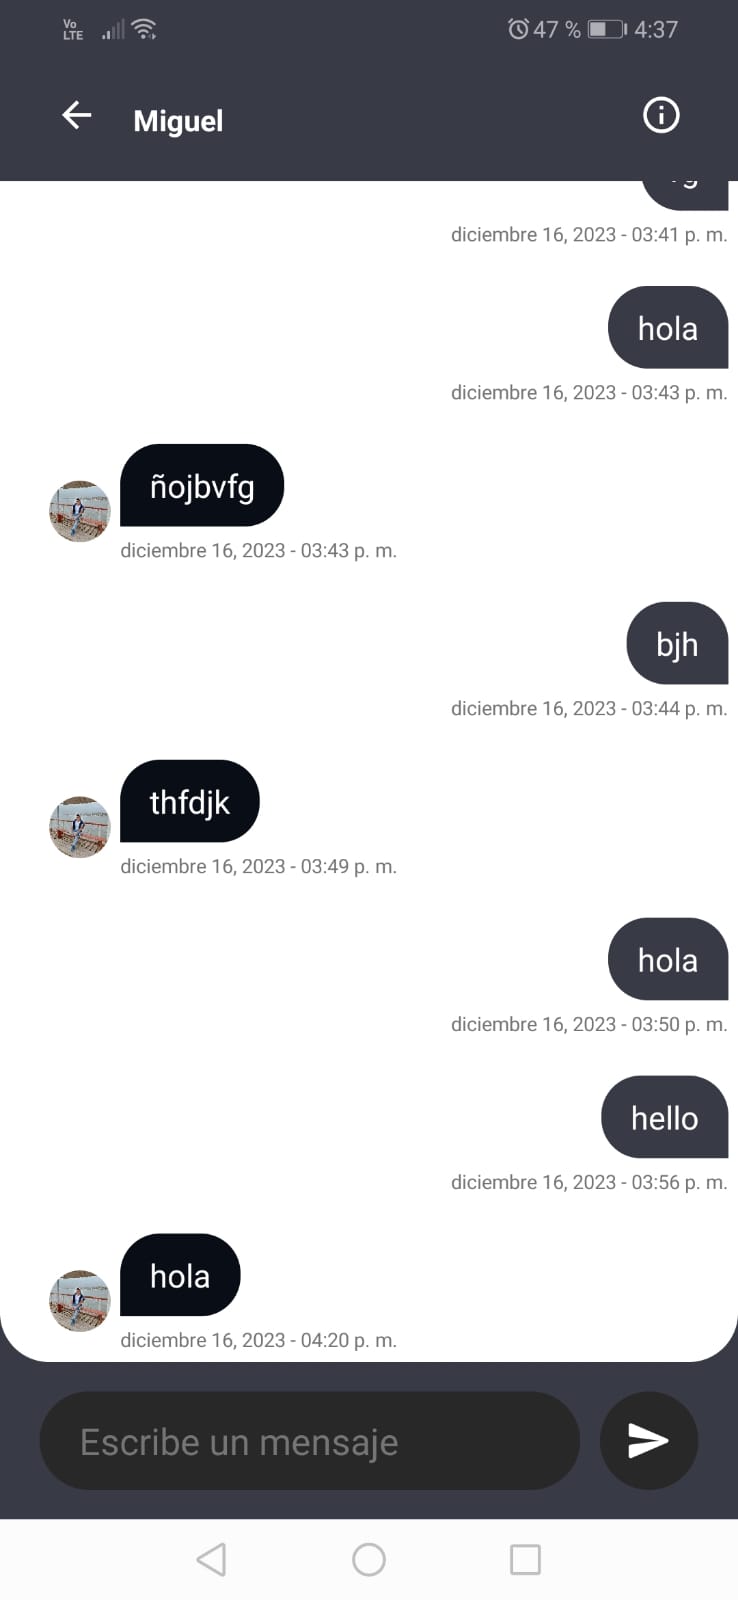 Vo
LTE
47 %
4:37
Miguel
diciembre 16, 2023 - 03:41 p. m.
hola
diciembre 16, 2023 - 03:43 p. m.
ñojbvfg
diciembre 16, 2023 - 03:43 p. m.
bjh
diciembre 16, 2023 - 03:44 p. m.
thfdjk
diciembre 16, 2023 - 03:49 p. m.
hola
diciembre 16, 2023 - 03:50 p. m.
hello
diciembre 16, 2023 - 03:56 p. m.
hola
diciembre 16, 2023 - 04:20 p. m.
Escribe un mensaje